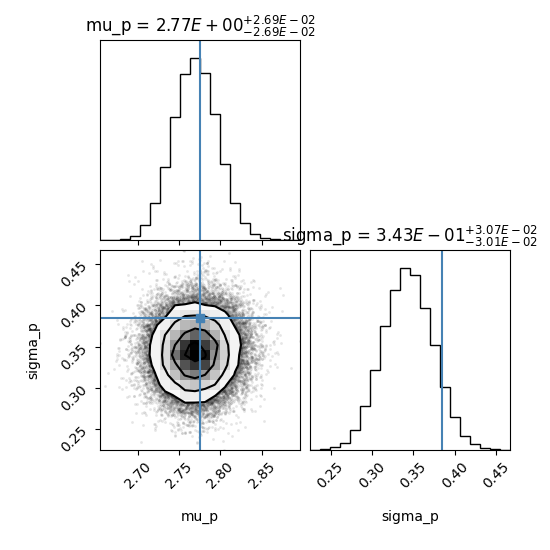 mu_p = 2.77E+00+2.69E−02−2.69E−02
sigma_p = 3.43E−01+3.07E−02−3.01E−02
sigma_p
0.45
0.40
0.35
0.30
0.25
2.70 2.75 2.80 2.85
0.25 0.30 0.35 0.40 0.45
mu_p
sigma_p